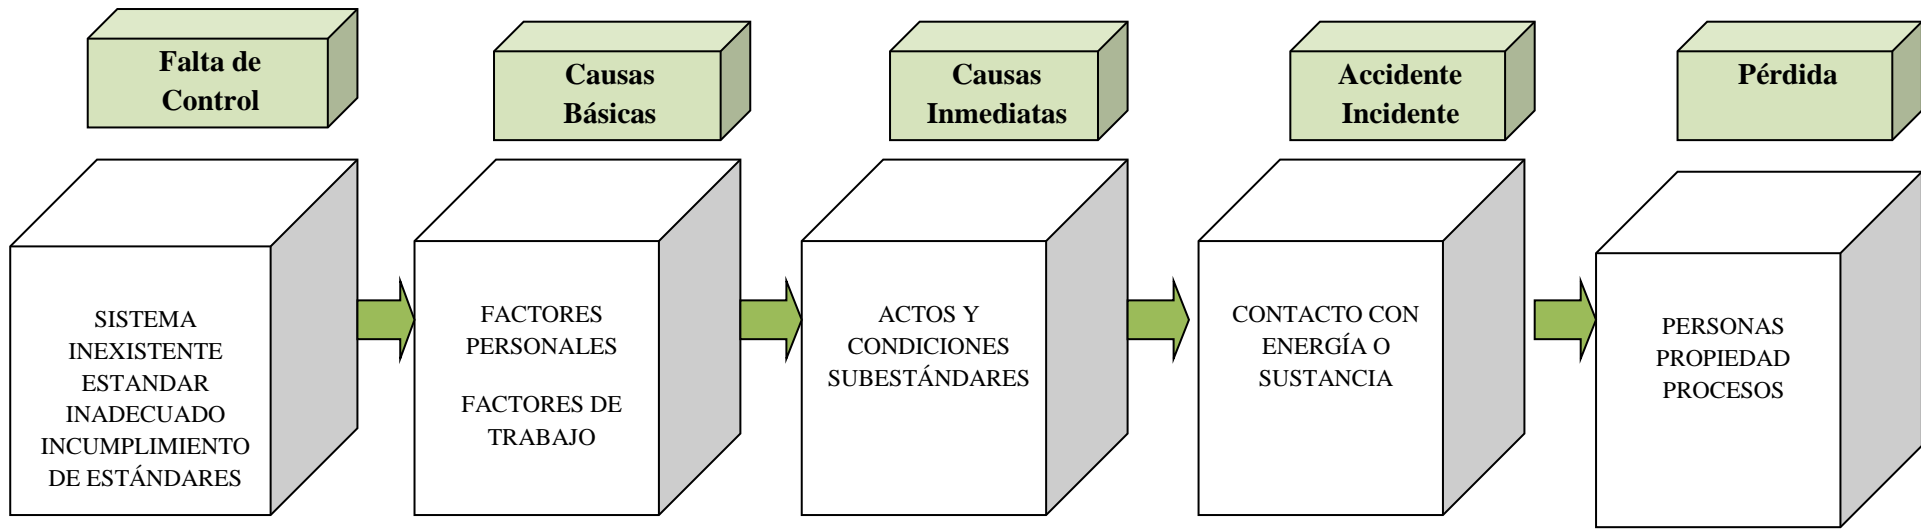 Falta de
Control
Causas
Básicas
Causas
Inmediatas
Accidente
Incidente
Pérdida
SISTEMA
INEXISTENTE
ESTANDAR
INADECUADO
INCUMPLIMIENTO
DE ESTÁNDARES
FACTORES
PERSONALES
FACTORES DE
TRABAJO
ACTOS Y
CONDICIONES
SUBESTÁNDARES
CONTACTO CON
ENERGÍA O
SUSTANCIA
PERSONAS
PROPIEDAD
PROCESOS